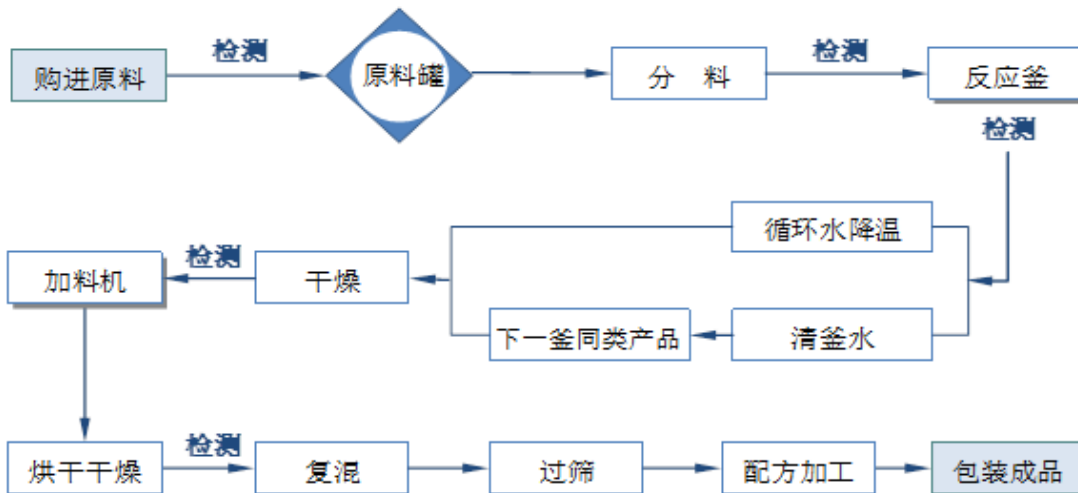 购进原料
检测
原料罐
分 料
检测
反应釜
检测
循环水降温
加料机
检测
干燥
下一釜同类产品
清釜水
烘干干燥
检测
复混
过筛
配方加工
包装成品